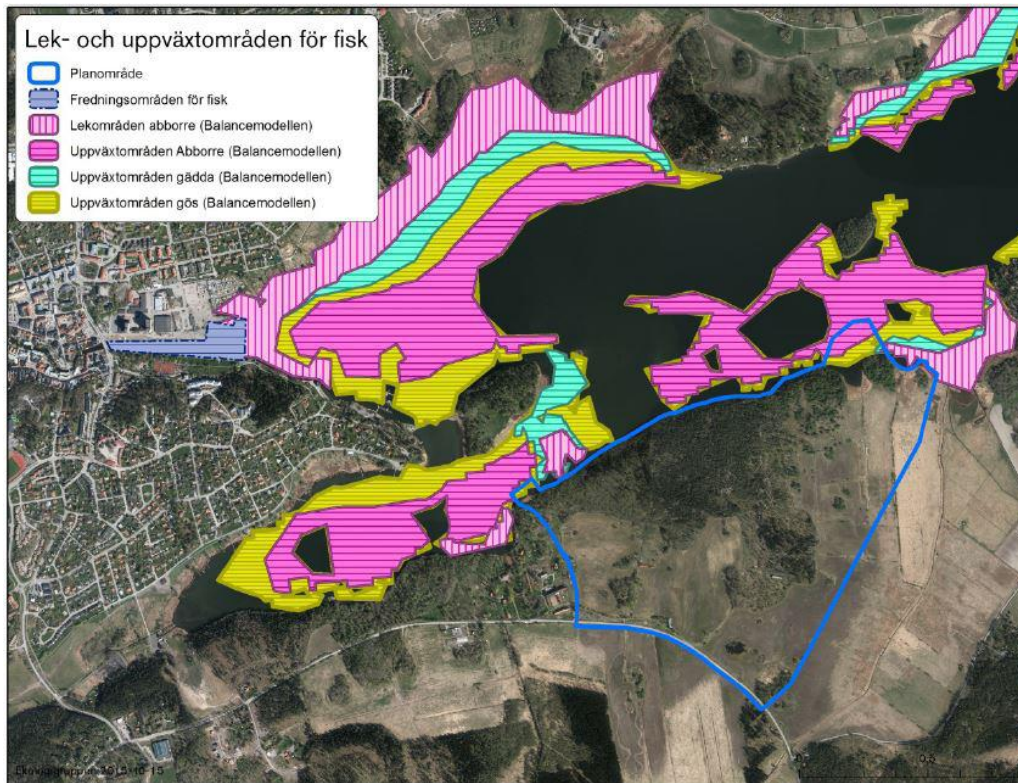 Lek- och uppväxtområden för fisk
Planområde
Fredningsområden för fisk
Lekområden abborre (Balancemodellen)
Uppväxtområden Abborre (Balancemodellen)
Uppväxtområden gädda (Balancemodellen)
Uppväxtområden gös (Balancemodellen)